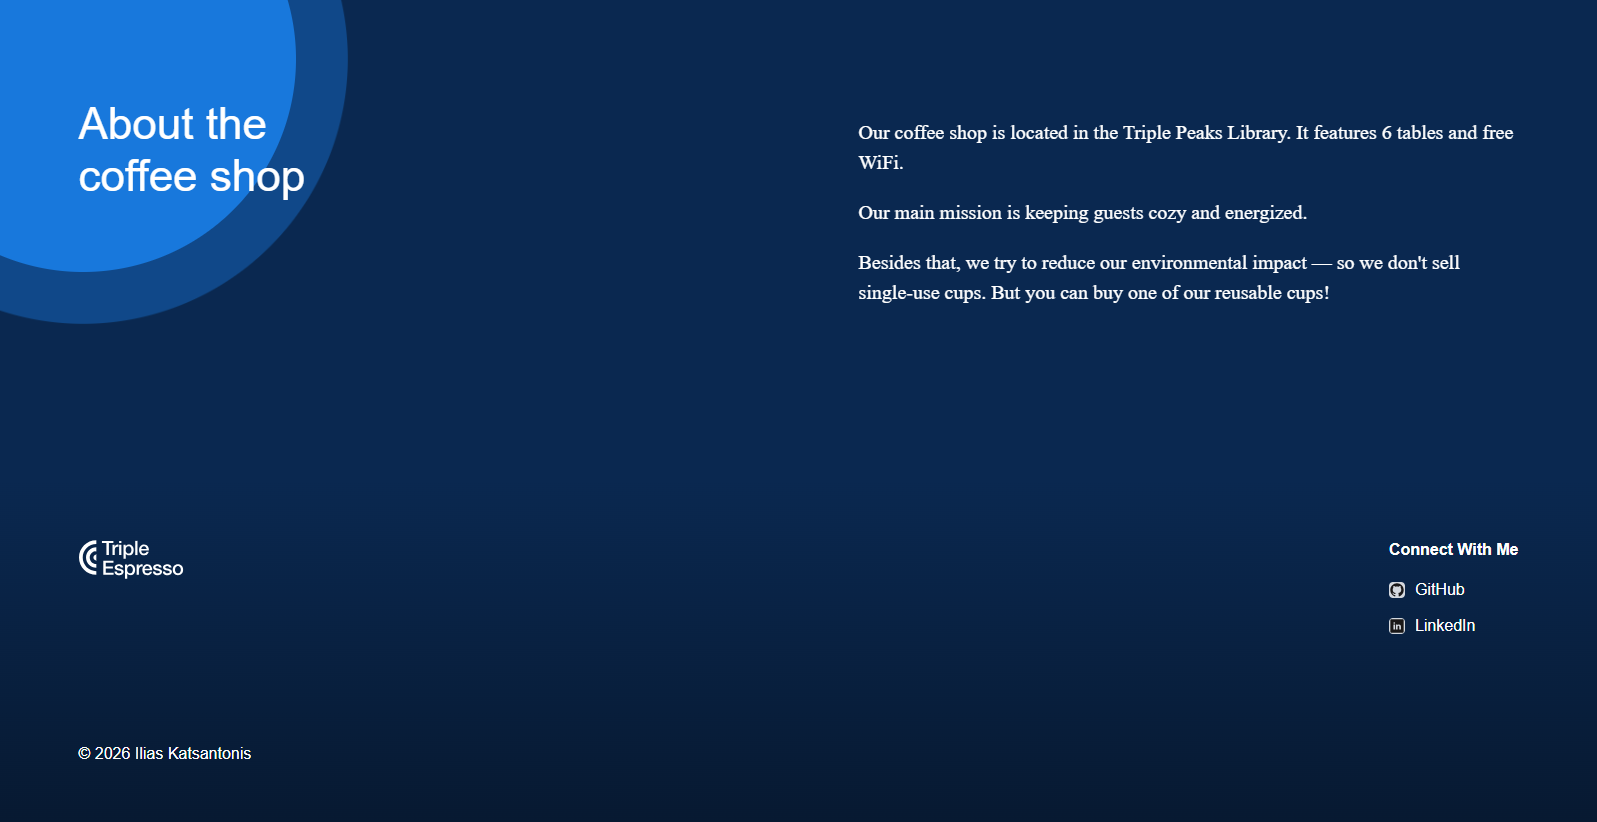 About the
coffee shop
Our coffee shop is located in the Triple Peaks Library. It features 6 tables and free
WiFi.
Our main mission is keeping guests cozy and energized.
Besides that, we try to reduce our environmental impact — so we don't sell
single-use cups. But you can buy one of our reusable cups!
Triple
Espresso
Connect With Me
GitHub
in LinkedIn
© 2026 Ilias Katsantonis